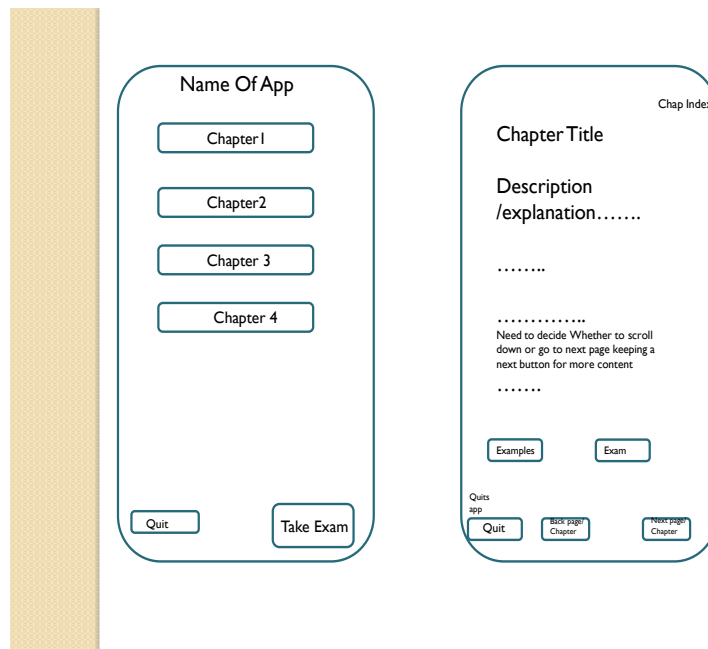 Name Of App
Chapter1
Chapter2
Chapter 3
Chapter 4
Quit
Take Exam
Chap Index
Chapter Title
Description
/explanation…….
……..
…………..
Need to decide Whether to scroll
down or go to next page keeping a
next button for more content
…….
Examples
Exam
Quits
app
Quit
Back page/
Chapter
Next page/
Chapter